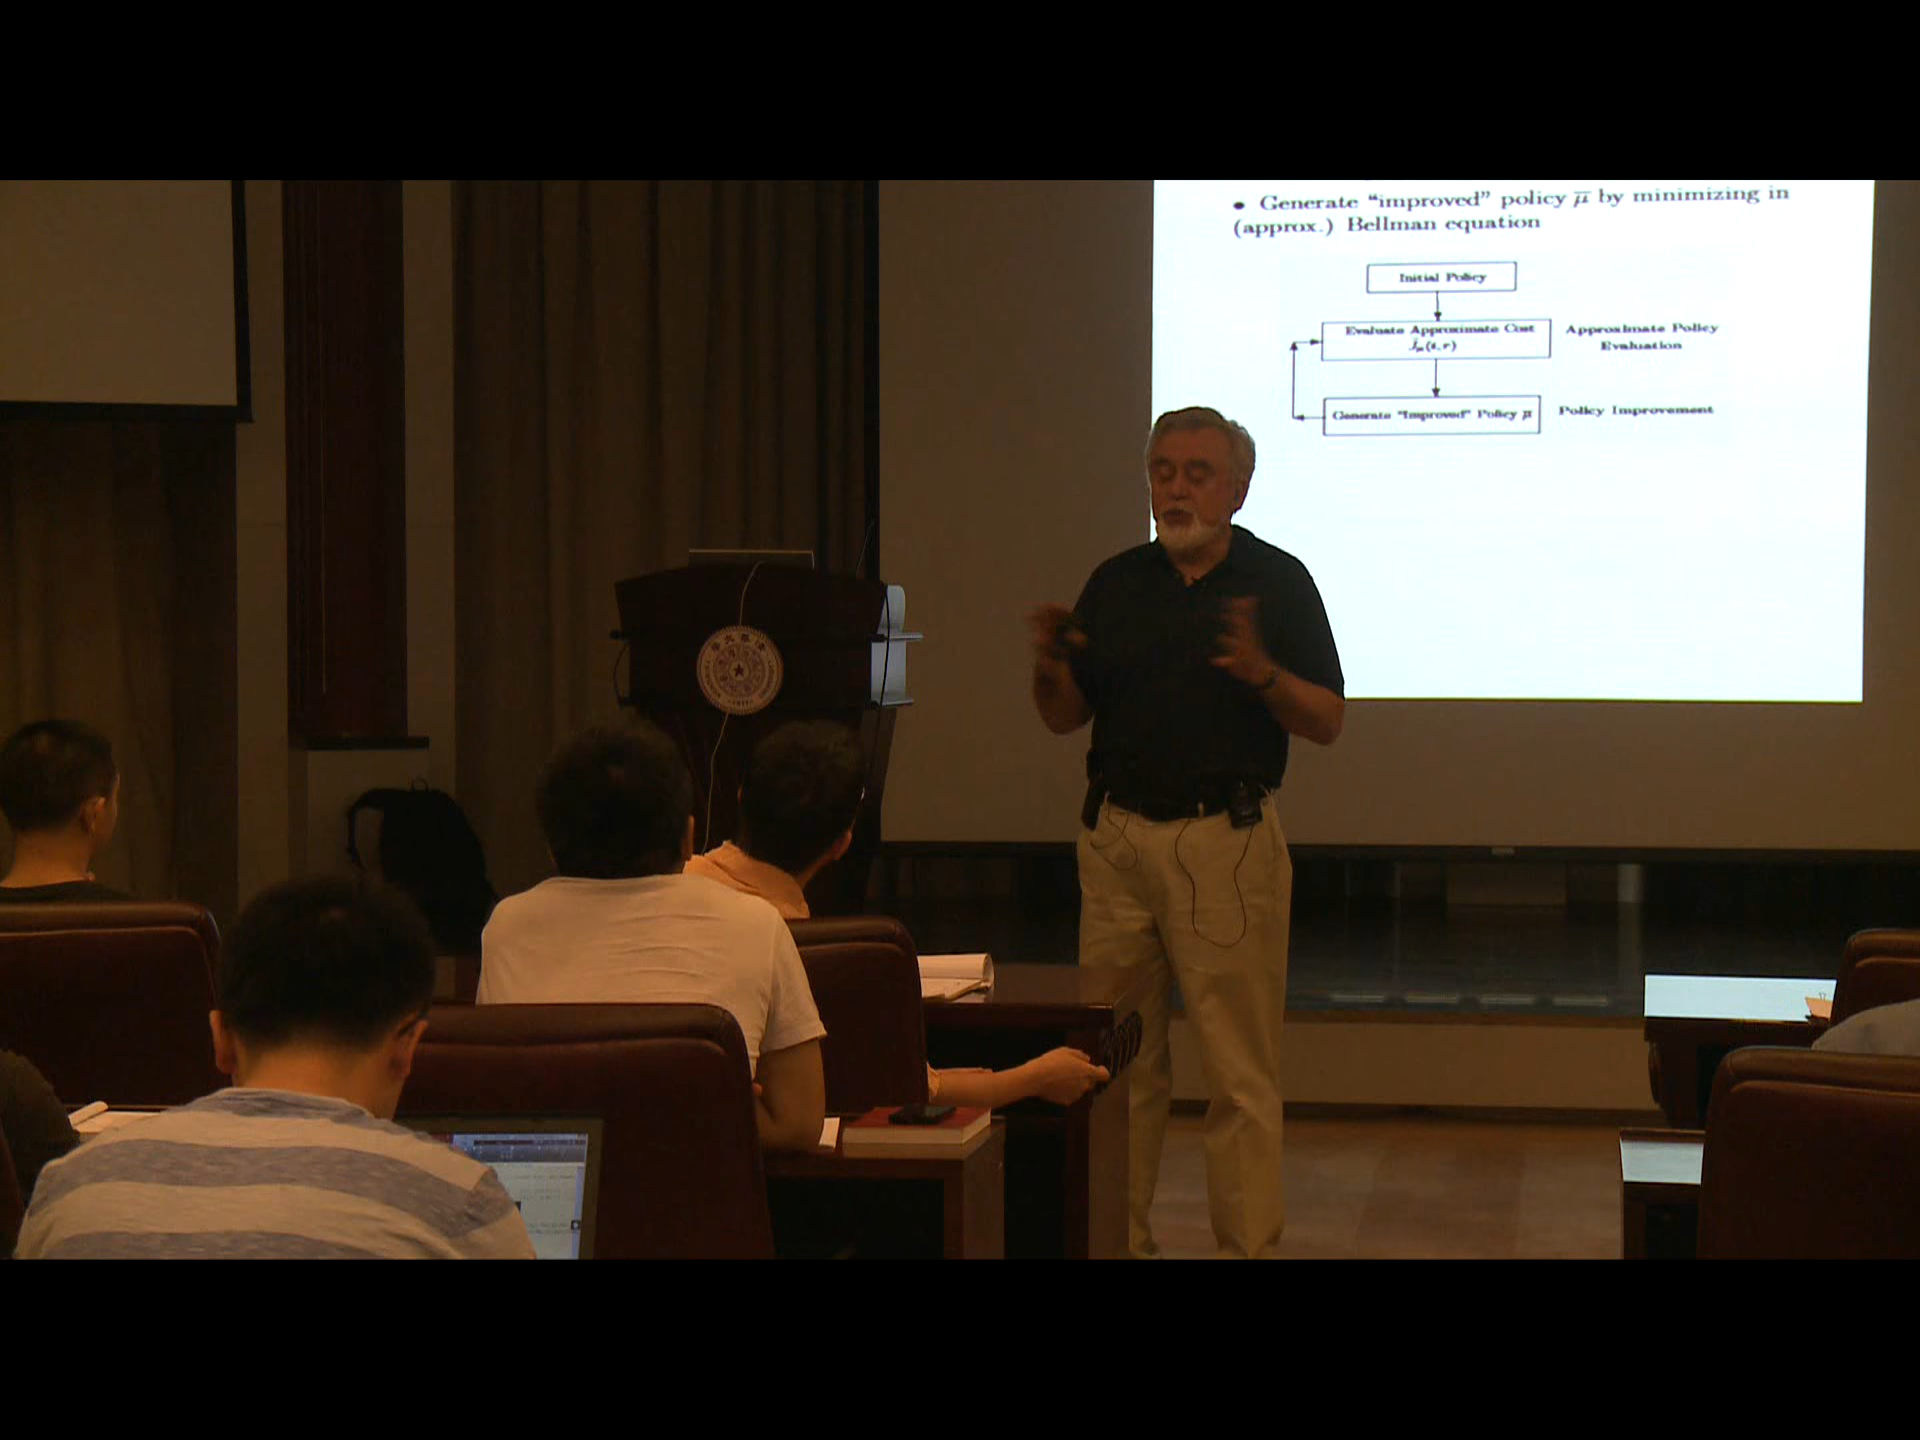 • Generate “improved” policy μ̅ by minimizing in
(approx.) Bellman equation
Initial Policy
Evaluate Approximate Cost
J̃μ(i, r)
Approximate Policy
Evaluation
Generate “Improved” Policy μ̅
Policy Improvement